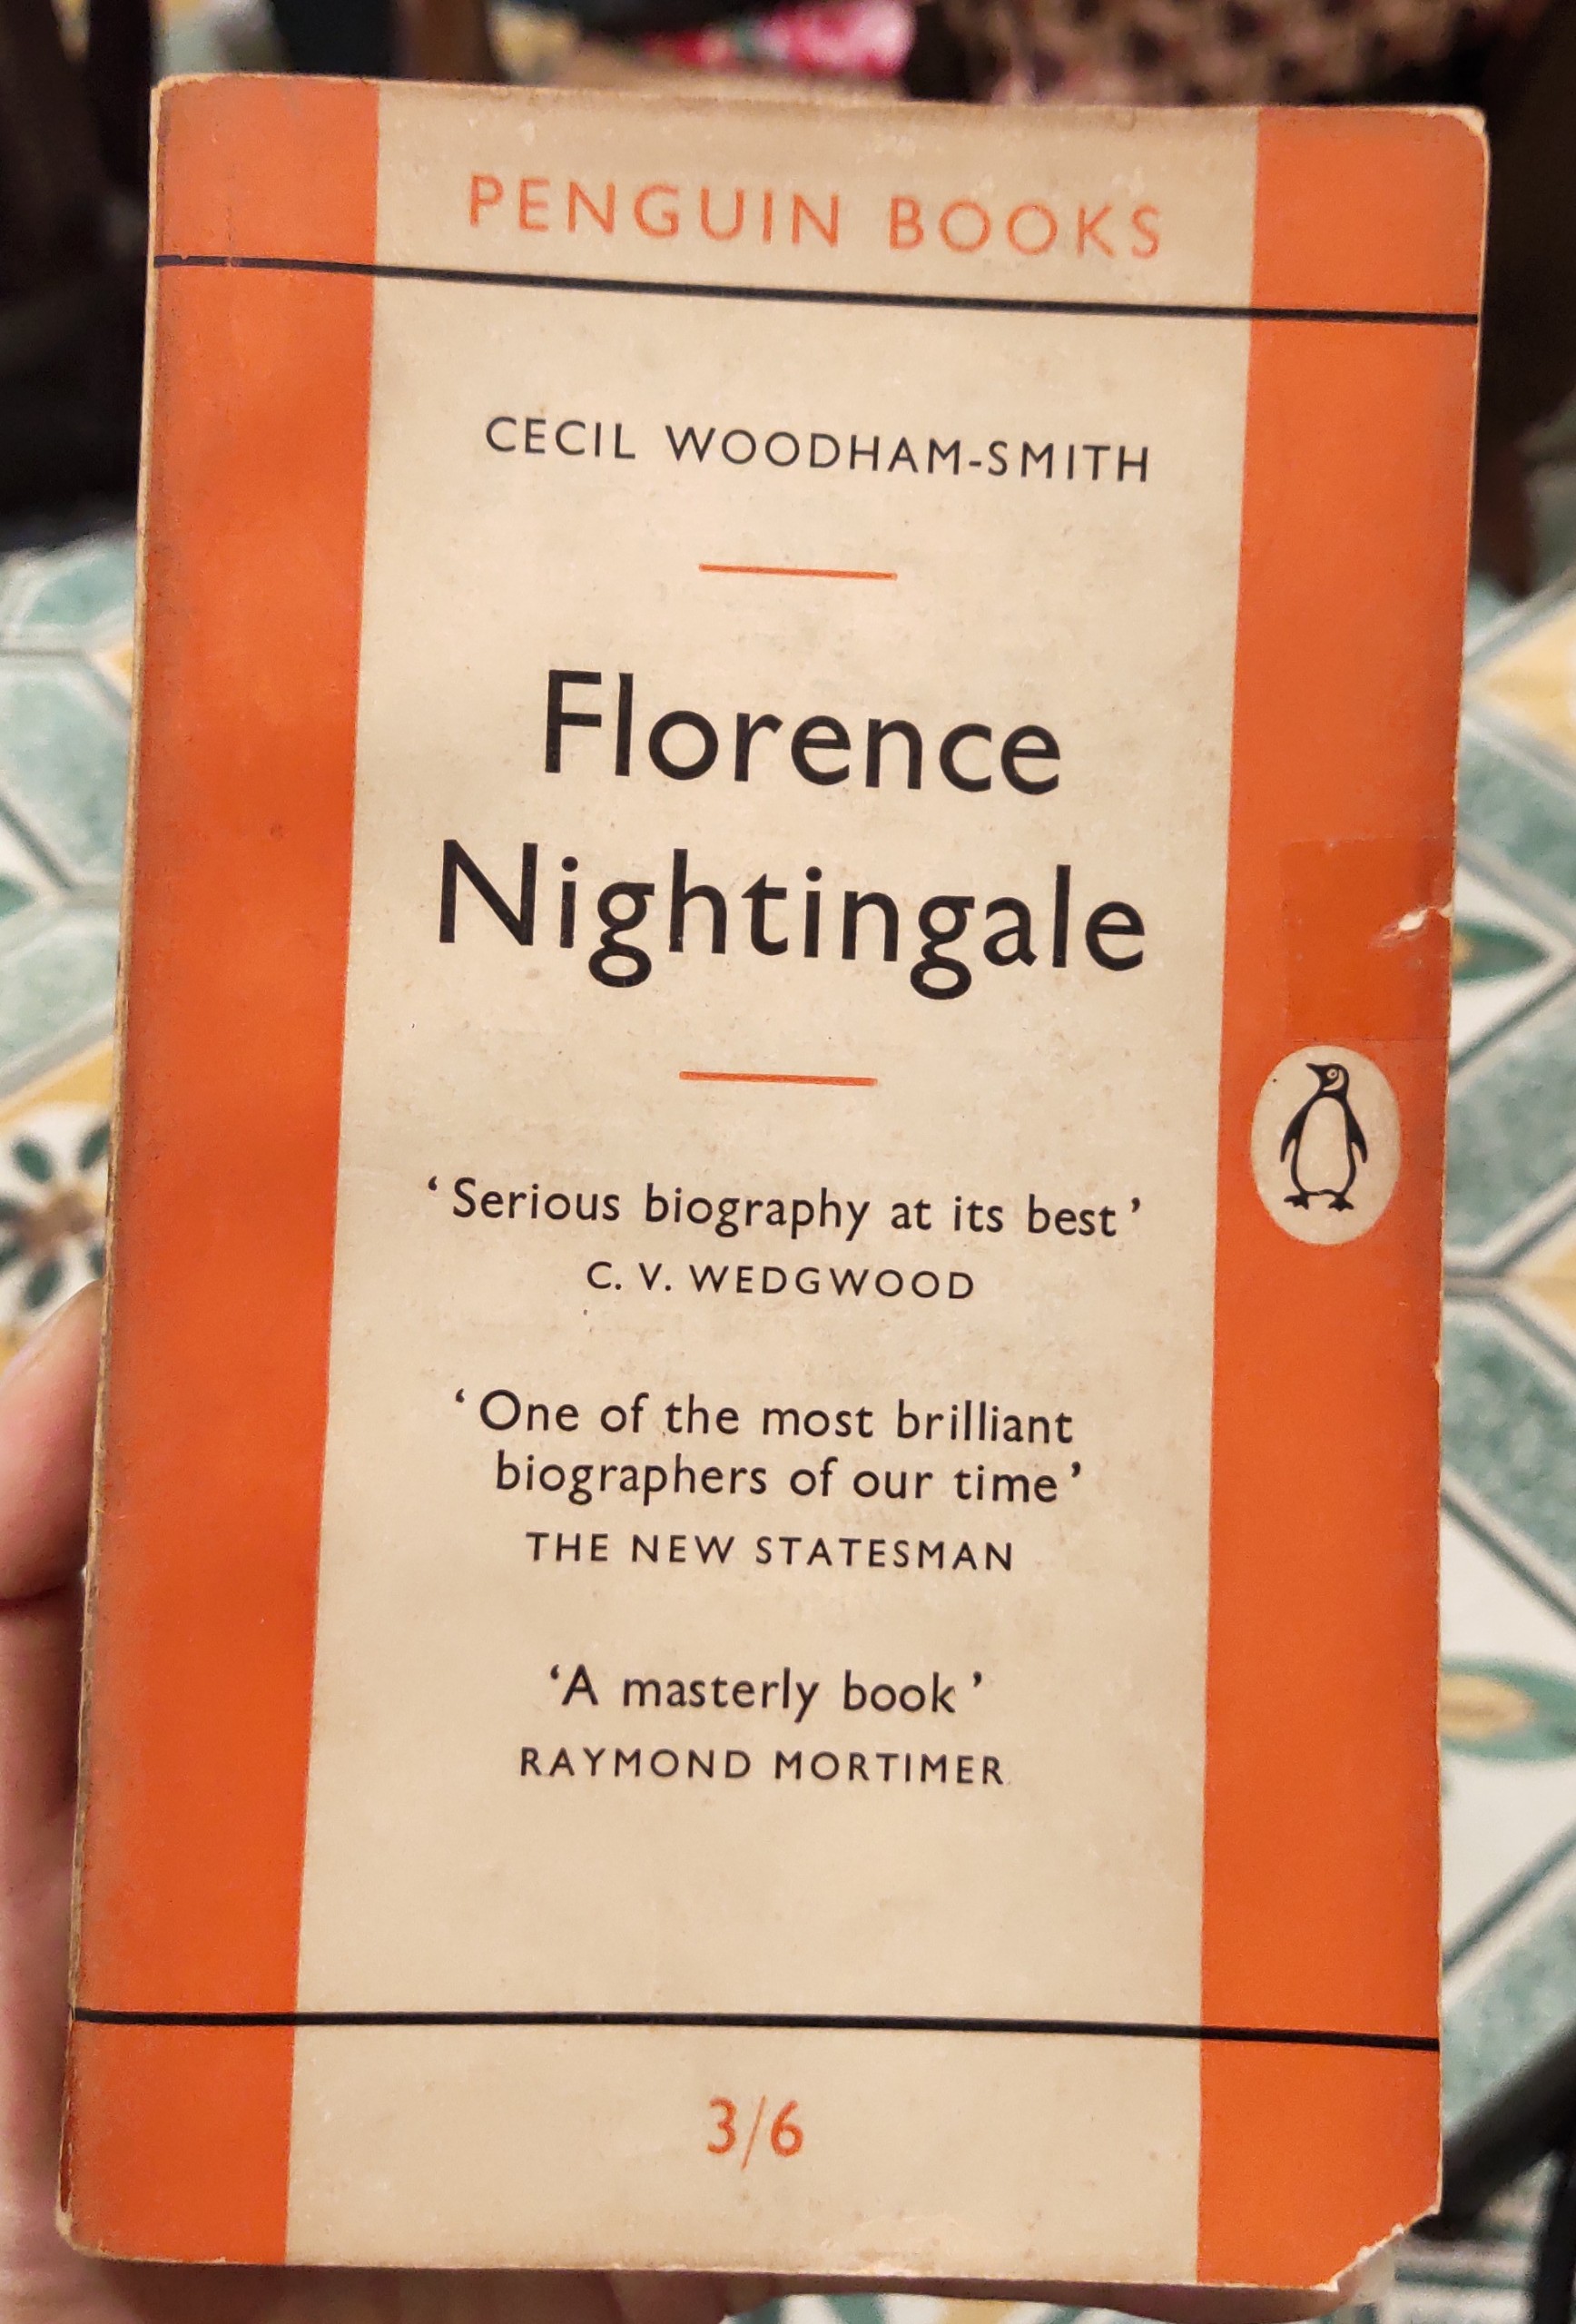 PENGUIN BOOKS
CECIL WOODHAM-SMITH
Florence
Nightingale
‘Serious biography at its best’
C. V. WEDGWOOD
‘One of the most brilliant
biographers of our time’
THE NEW STATESMAN
‘A masterly book’
RAYMOND MORTIMER
3/6